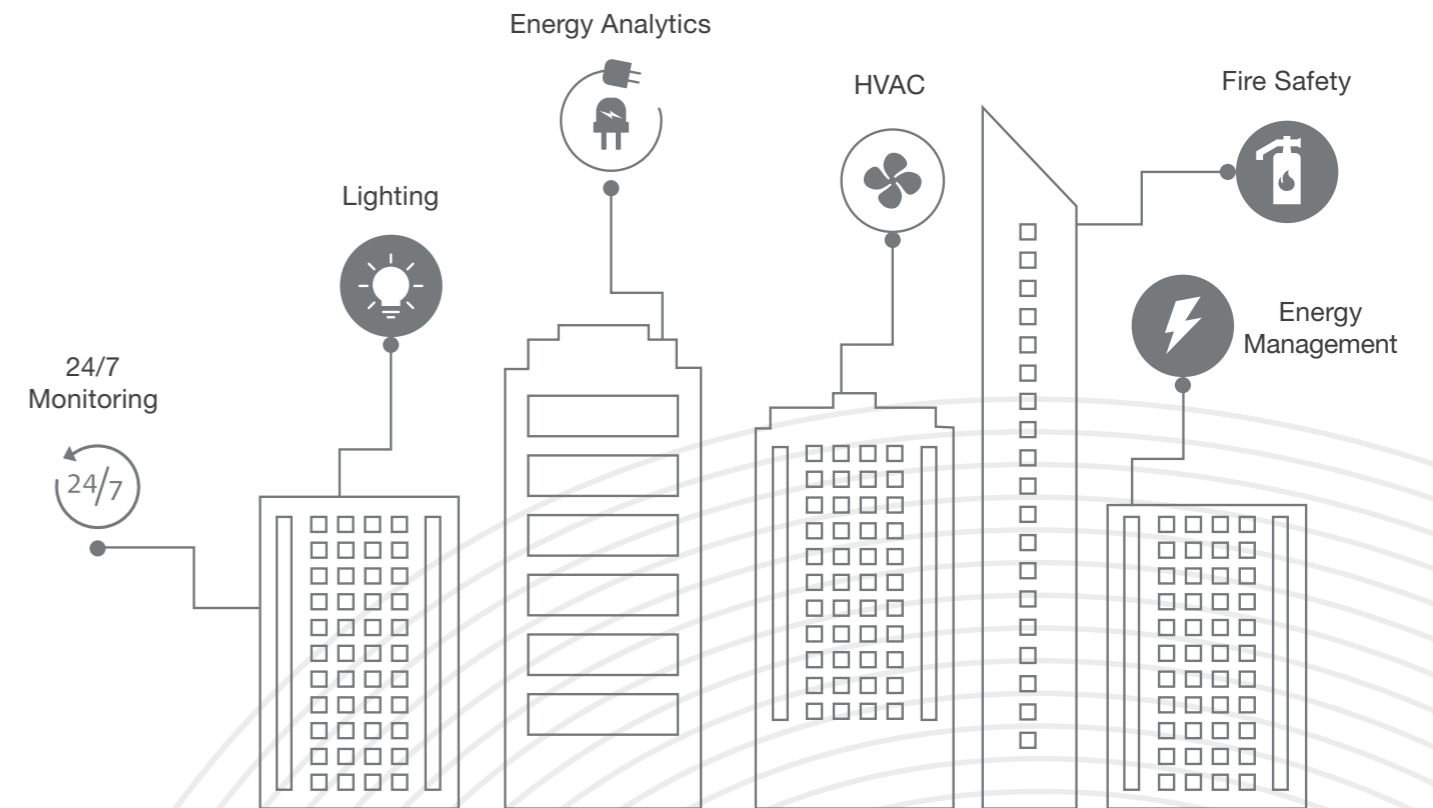 Energy Analytics
HVAC
Fire Safety
Lighting
Energy
Management
24/7
Monitoring
24/7